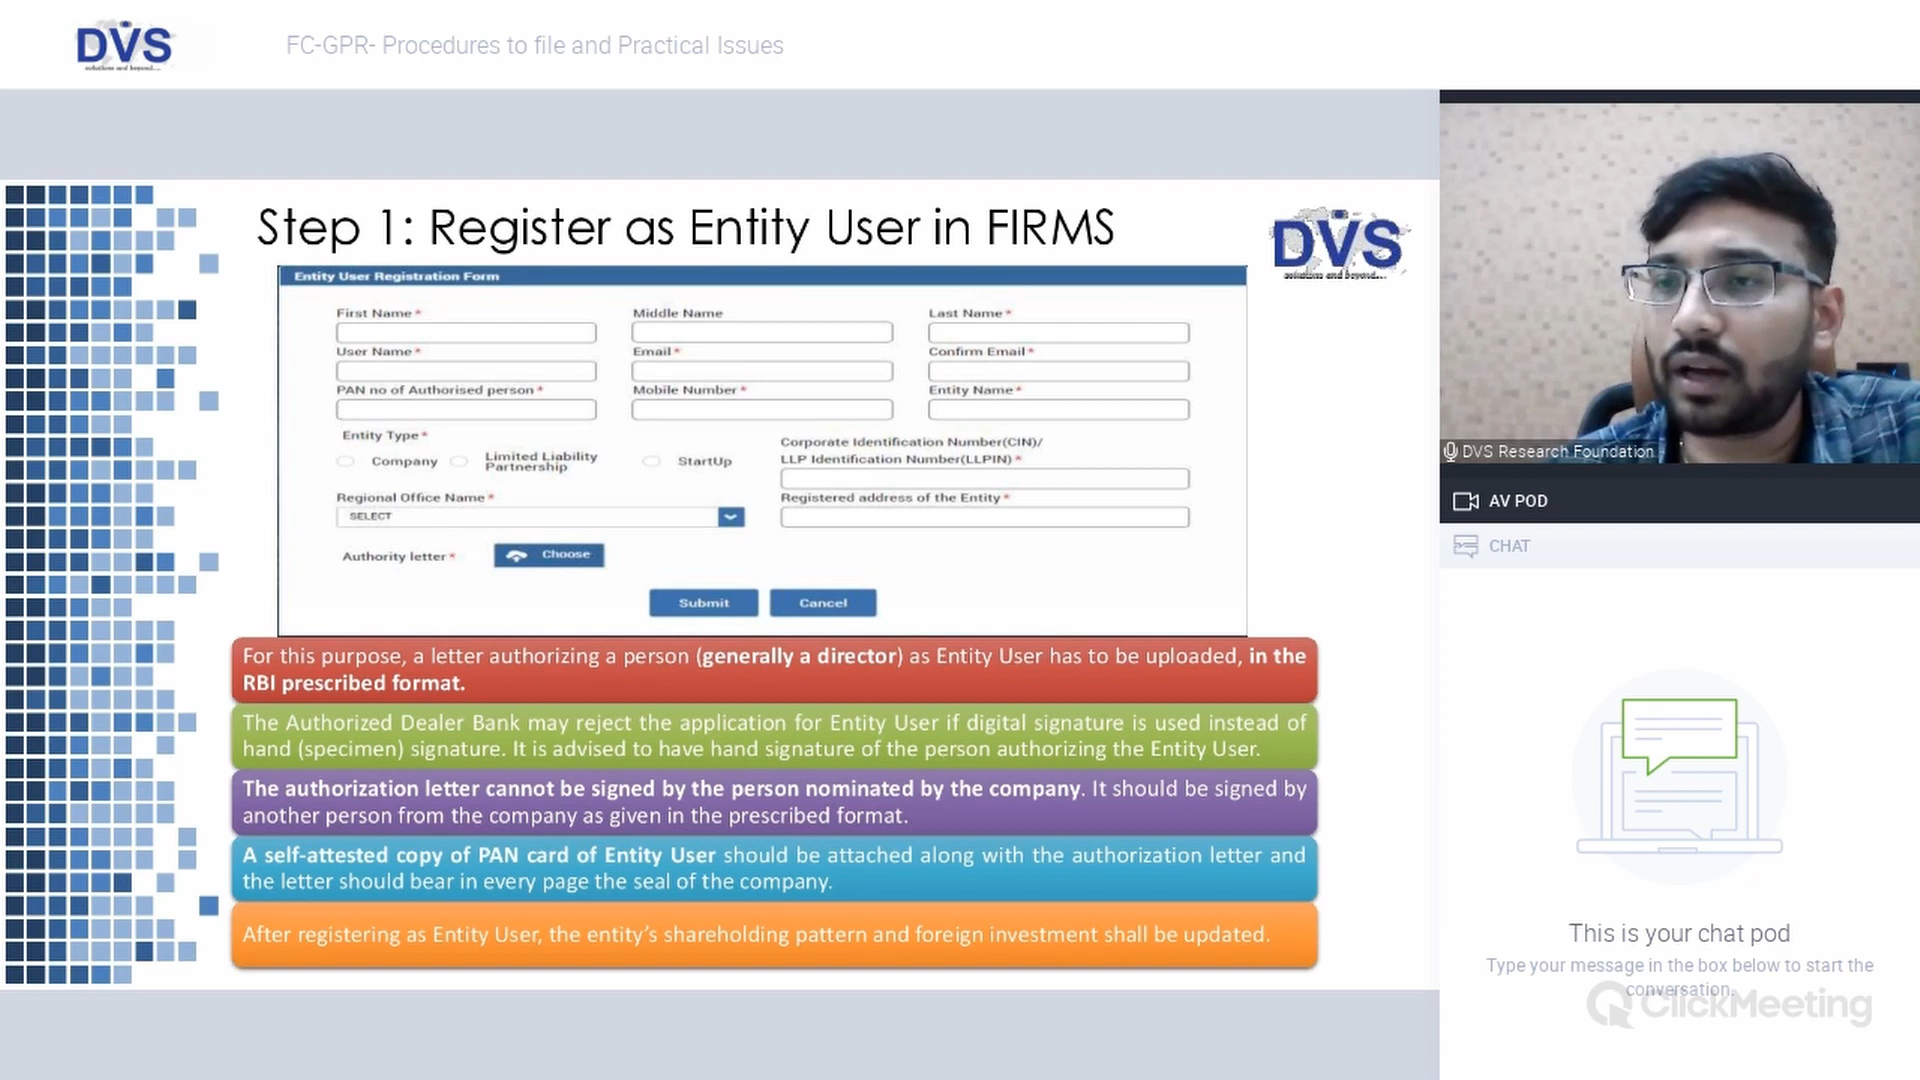 DVS
solutions and beyond....
FC-GPR- Procedures to file and Practical Issues
Step 1: Register as Entity User in FIRMS
DVS
solutions and beyond....
Entity User Registration Form
First Name *
Middle Name
Last Name *
User Name *
Email *
Confirm Email *
PAN no of Authorised person *
Mobile Number *
Entity Name *
Entity Type *
Company
Limited Liability
Partnership
StartUp
Corporate Identification Number(CIN)/
LLP Identification Number(LLPIN) *
Regional Office Name *
SELECT
Registered address of the Entity *
Authority letter *
Choose
Submit
Cancel
For this purpose, a letter authorizing a person (generally a director) as Entity User has to be uploaded, in the
RBI prescribed format.
The Authorized Dealer Bank may reject the application for Entity User if digital signature is used instead of
hand (specimen) signature. It is advised to have hand signature of the person authorizing the Entity User.
The authorization letter cannot be signed by the person nominated by the company. It should be signed by
another person from the company as given in the prescribed format.
A self-attested copy of PAN card of Entity User should be attached along with the authorization letter and
the letter should bear in every page the seal of the company.
After registering as Entity User, the entity’s shareholding pattern and foreign investment shall be updated.
DVS Research Foundation
AV POD
CHAT
This is your chat pod
Type your message in the box below to start the
conversation.
ClickMeeting